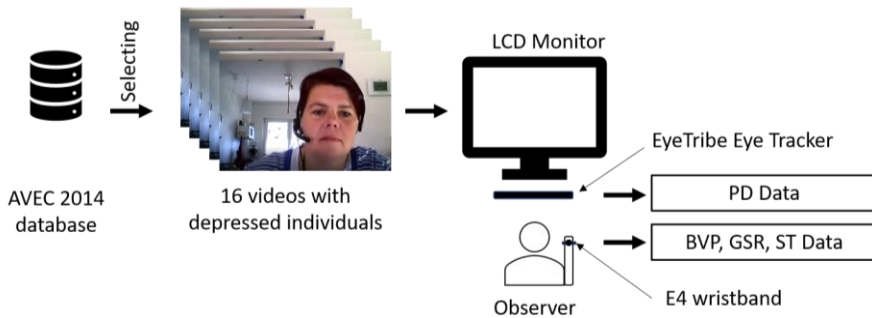 Selecting
AVEC 2014
database
16 videos with
depressed individuals
LCD Monitor
EyeTribe Eye Tracker
PD Data
BVP, GSR, ST Data
E4 wristband
Observer